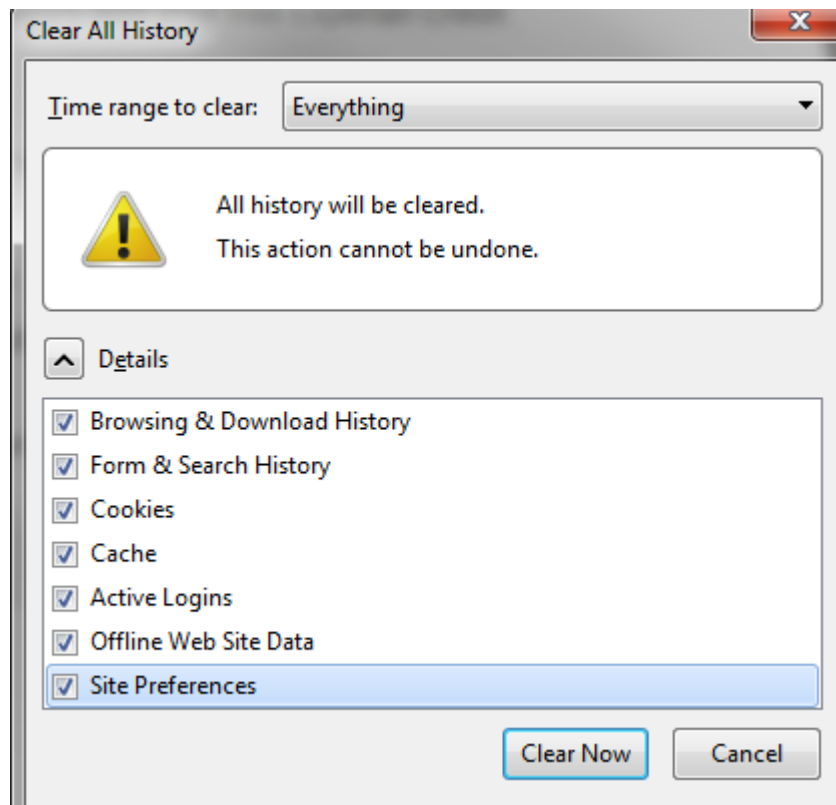 Clear All History
Time range to clear: Everything
All history will be cleared.
This action cannot be undone.
Details
Browsing & Download History
Form & Search History
Cookies
Cache
Active Logins
Offline Web Site Data
Site Preferences
Clear Now Cancel